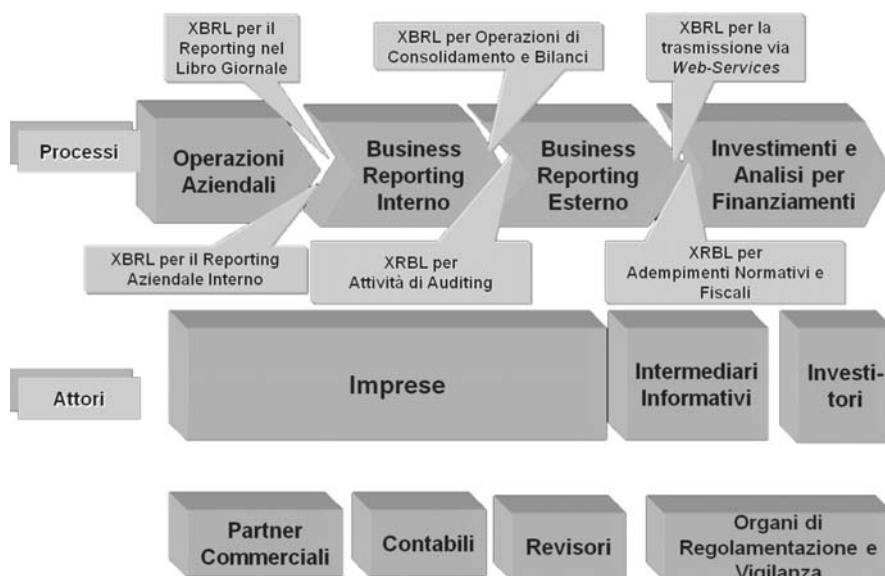 XBRL per il
Reporting nel
Libro Giornale
XBRL per Operazioni di
Consolidamento e Bilanci
XBRL per la
trasmissione via
Web-Services
Processi
Operazioni
Aziendali
Business
Reporting
Interno
Business
Reporting
Esterno
Investimenti e
Analisi per
Finanziamenti
XBRL per il Reporting
Aziendale Interno
XRBL per
Attività di Auditing
XRBL per
Adempimenti Normativi e
Fiscali
Attori
Imprese
Intermediari
Informativi
Investi-
tori
Partner
Commerciali
Contabili
Revisori
Organi di
Regolamentazione e
Vigilanza